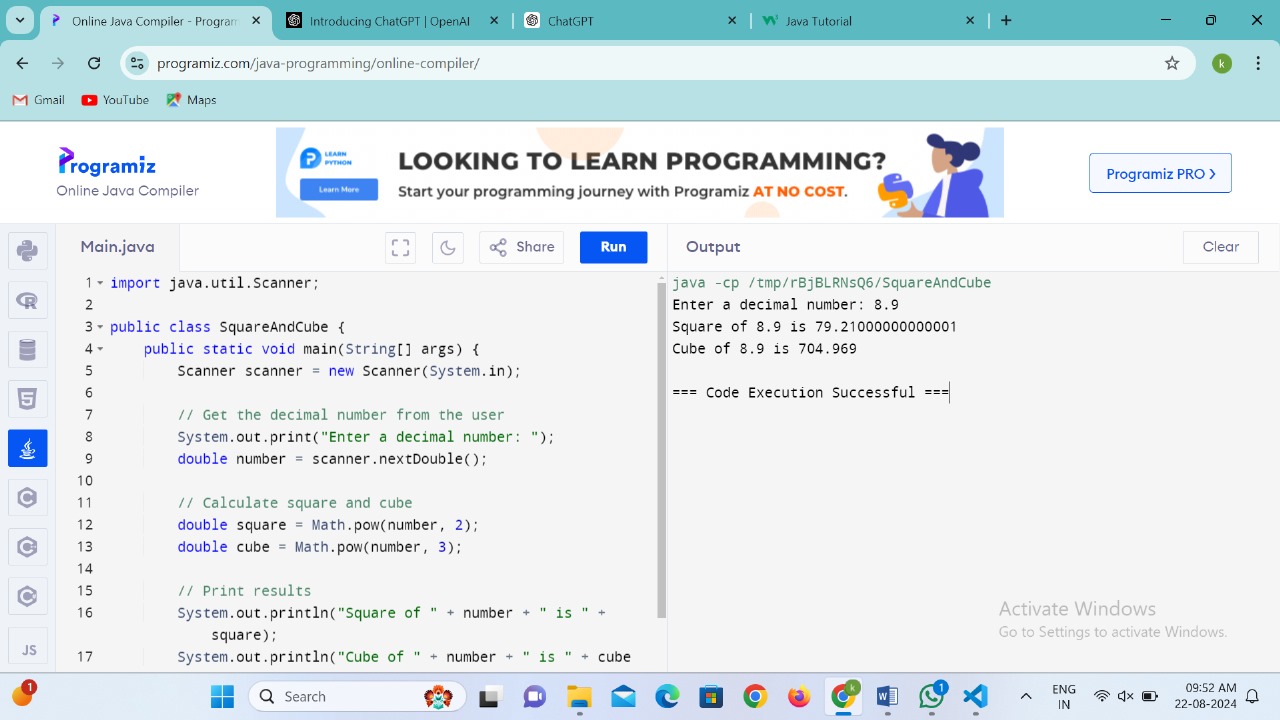 Online Java Compiler - Program
Introducing ChatGPT | OpenAI
ChatGPT
Java Tutorial
programiz.com/java-programming/online-compiler/
k
Gmail
YouTube
Maps
Programiz
Online Java Compiler
LEARN PYTHON
Learn More
LOOKING TO LEARN PROGRAMMING?
Start your programming journey with Programiz AT NO COST.
Programiz PRO >
Main.java
Share
Run
Output
Clear
1 import java.util.Scanner;
2
3 public class SquareAndCube {
4 public static void main(String[] args) {
5 Scanner scanner = new Scanner(System.in);
6
7 // Get the decimal number from the user
8 System.out.print("Enter a decimal number: ");
9 double number = scanner.nextDouble();
10
11 // Calculate square and cube
12 double square = Math.pow(number, 2);
13 double cube = Math.pow(number, 3);
14
15 // Print results
16 System.out.println("Square of " + number + " is " +
square);
17 System.out.println("Cube of " + number + " is " + cube
JS
java -cp /tmp/rBjBLRNsQ6/SquareAndCube
Enter a decimal number: 8.9
Square of 8.9 is 79.21000000000001
Cube of 8.9 is 704.969
=== Code Execution Successful ===
Activate Windows
Go to Settings to activate Windows.
1
Search
k
1
ENG
IN
09:52 AM
22-08-2024